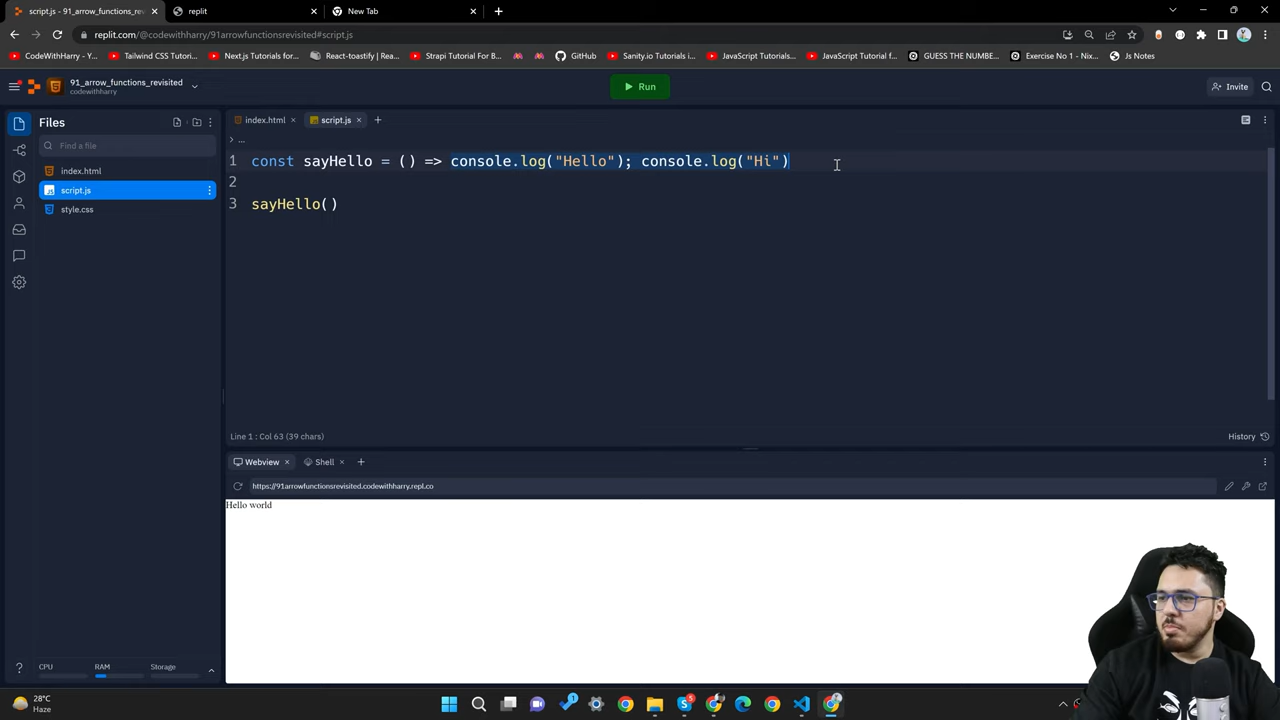 script.js - 91_arrow_functions_rev
replit
New Tab
replit.com/@codewithharry/91arrowfunctionsrevisited#script.js
CodeWithHarry - Y...
Tailwind CSS Tutori...
Next.js Tutorials for...
React-toastify | Rea...
Strapi Tutorial For B...
GitHub
Sanity.io Tutorials i...
JavaScript Tutorial...
JavaScript Tutorial f...
GUESS THE NUMBE...
Exercise No 1 - Nix...
Js Notes
91_arrow_functions_revisited
codewithharry
Run
Invite
Files
index.html
script.js
Find a file
...
index.html
script.js
style.css
1 const sayHello = () => console.log("Hello"); console.log("Hi")
2
3 sayHello()
Line 1 : Col 63 (39 chars)
History
Webview
Shell
https://91arrowfunctionsrevisited.codewithharry.repl.co
Hello world
CPU
RAM
Storage
28°C
Haze
5